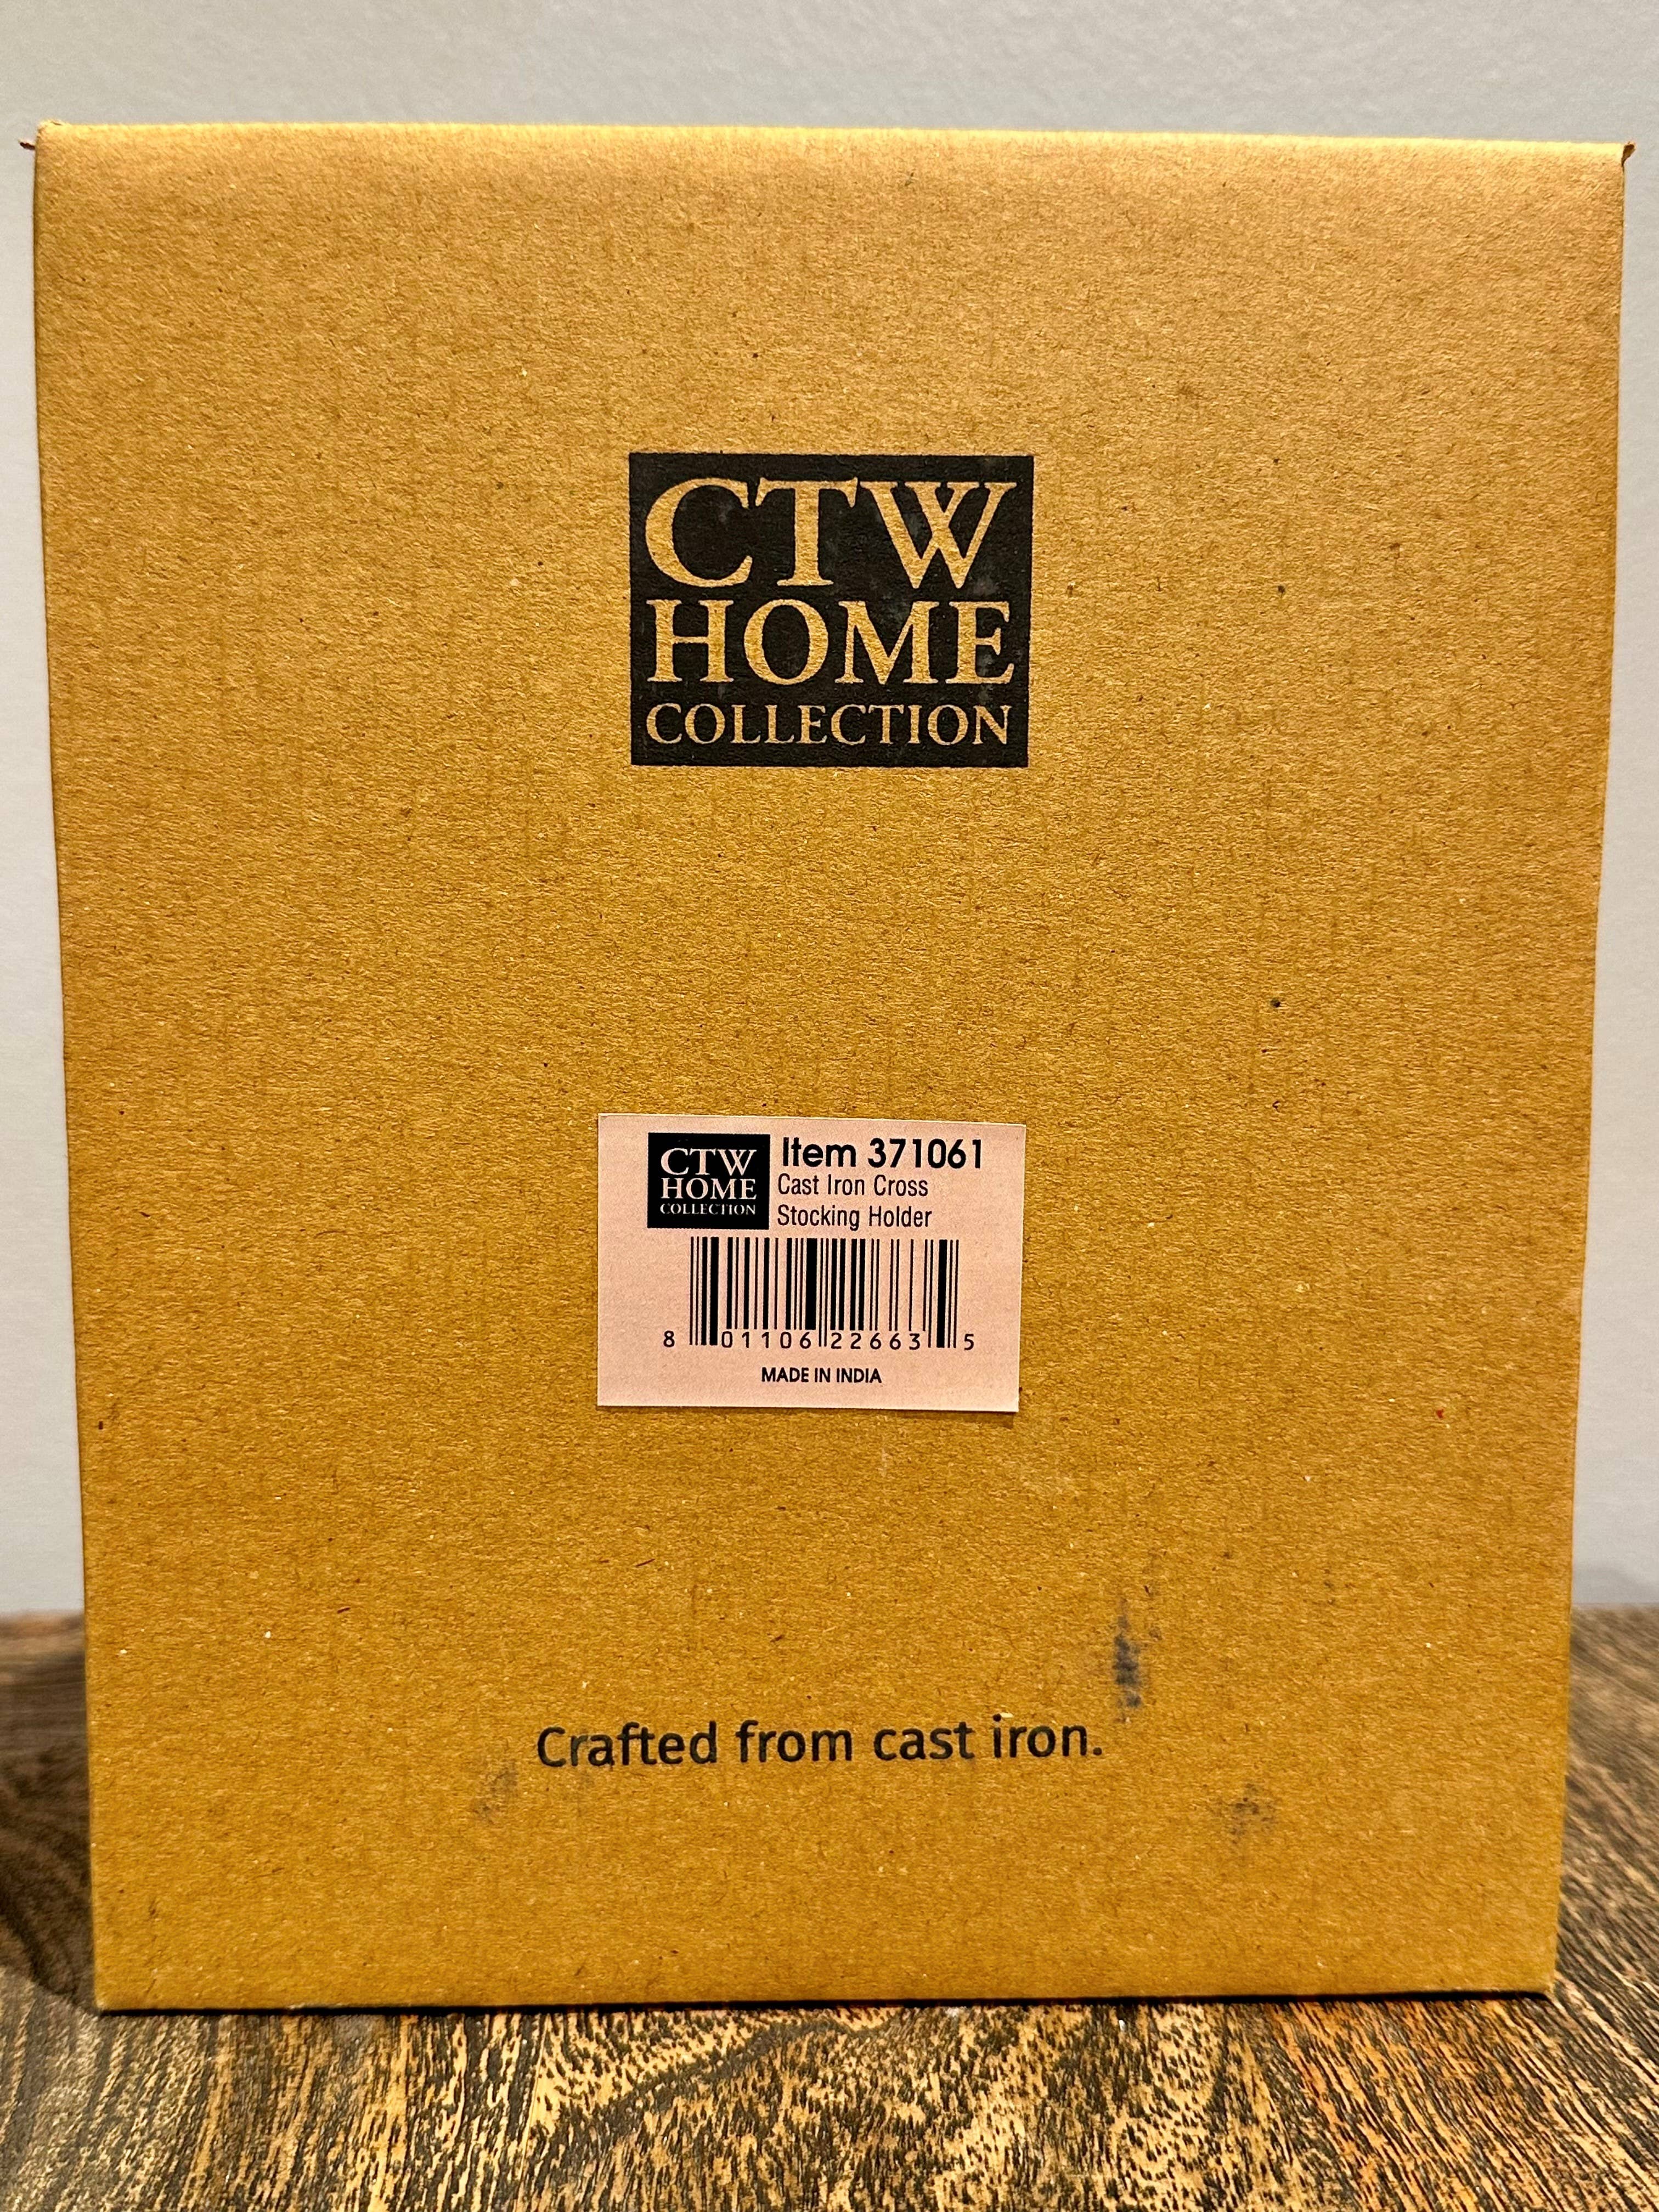 CTW
HOME
COLLECTION
CTW
HOME
COLLECTION
Item 371061
Cast Iron Cross
Stocking Holder
8 01106 22663 5
MADE IN INDIA
Crafted from cast iron.